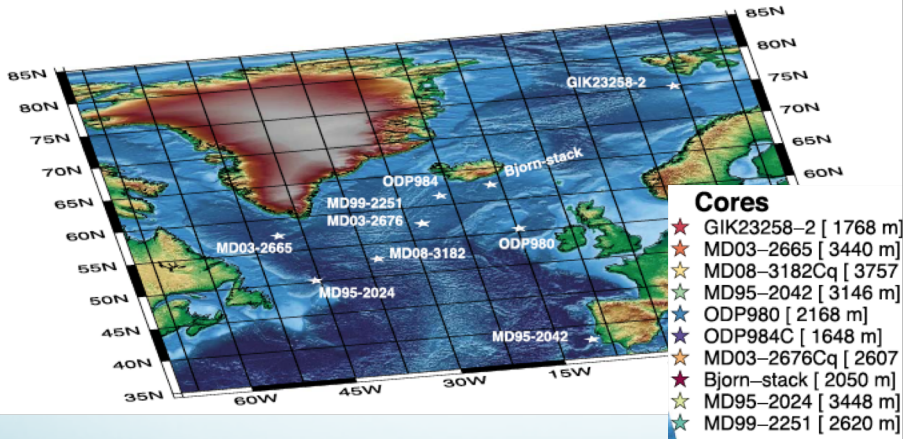 85N
85N
80N
80N
GIK23258-2
75N
75N
70N
70N
65N
65N
60N
60N
55N
50N
45N
40N
35N
Bjorn-stack
ODP984
MD99-2251
MD03-2676
MD03-2665
ODP980
MD08-3182
MD95-2024
MD95-2042
60W
45W
30W
15W
Cores
GIK23258−2 [ 1768 m]
MD03−2665 [ 3440 m]
MD08−3182Cq [ 3757
MD95−2042 [ 3146 m]
ODP980 [ 2168 m]
ODP984C [ 1648 m]
MD03−2676Cq [ 2607
Bjorn−stack [ 2050 m]
MD95−2024 [ 3448 m]
MD99−2251 [ 2620 m]